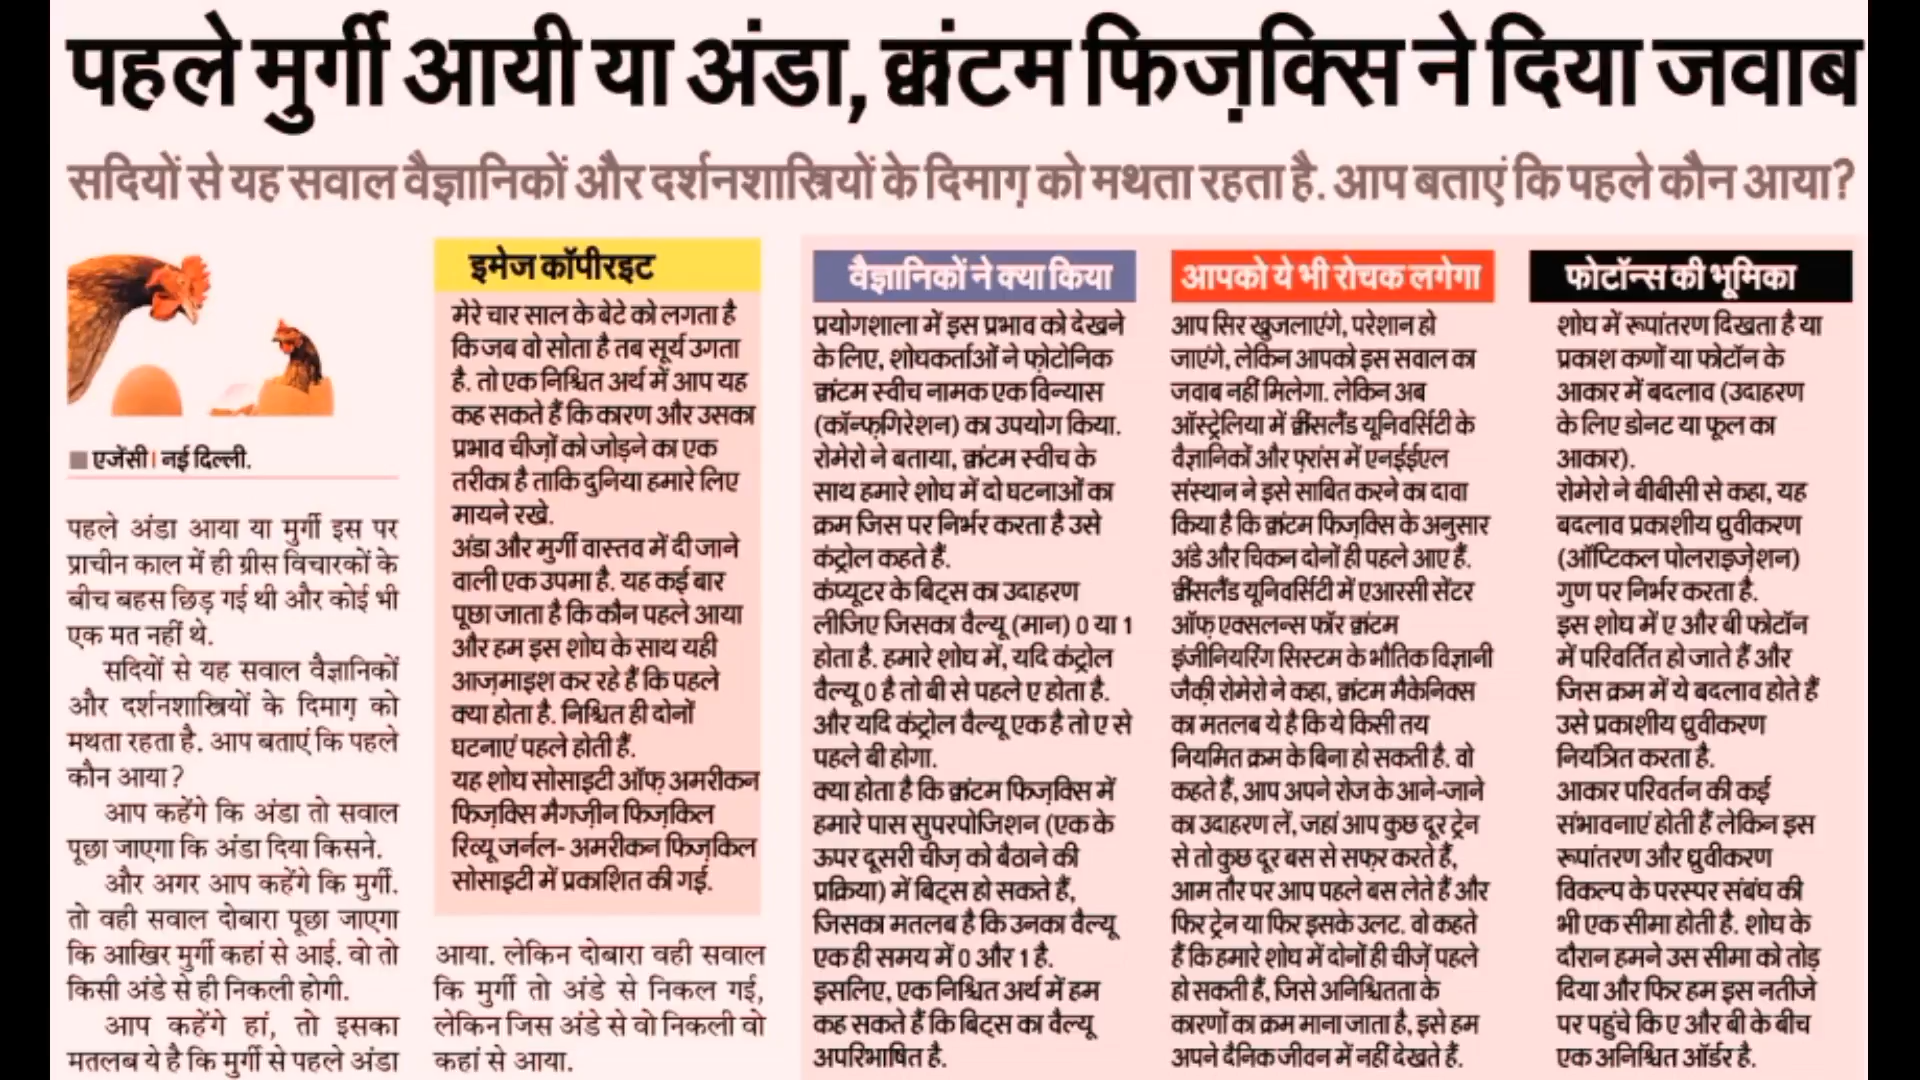 पहले मुर्गी आयी या अंडा, क्वंटम फिज़क्सि ने दिया जवाब
सदियों से यह सवाल वैज्ञानिकों और दर्शनशास्त्रियों के दिमाग़ को मथता रहता है. आप बताएं कि पहले कौन आया?
■ एजेंसी। नई दिल्ली.
पहले अंडा आया या मुर्गी इस पर
प्राचीन काल में ही ग्रीस विचारकों के
बीच बहस छिड़ गई थी और कोई भी
एक मत नहीं थे.
सदियों से यह सवाल वैज्ञानिकों
और दर्शनशास्त्रियों के दिमाग़ को
मथता रहता है. आप बताएं कि पहले
कौन आया?
आप कहेंगे कि अंडा तो सवाल
पूछा जाएगा कि अंडा दिया किसने.
और अगर आप कहेंगे कि मुर्गी.
तो वही सवाल दोबारा पूछा जाएगा
कि आखिर मुर्गी कहां से आई. वो तो
किसी अंडे से ही निकली होगी.
आप कहेंगे हां, तो इसका
मतलब ये है कि मुर्गी से पहले अंडा
आया. लेकिन दोबारा वही सवाल
कि मुर्गी तो अंडे से निकल गई,
लेकिन जिस अंडे से वो निकली वो
कहां से आया.
इमेज कॉपीरइट
मेरे चार साल के बेटे को लगता है
कि जब वो सोता है तब सूर्य उगता
है. तो एक निश्चित अर्थ में आप यह
कह सकते हैं कि कारण और उसका
प्रभाव चीज़ों को जोड़ने का एक
तरीका है ताकि दुनिया हमारे लिए
मायने रखे.
अंडा और मुर्गी वास्तव में दी जाने
वाली एक उपमा है. यह कई बार
पूछा जाता है कि कौन पहले आया
और हम इस शोध के साथ यही
आज़माइश कर रहे हैं कि पहले
क्या होता है. निश्चित ही दोनों
घटनाएं पहले होती हैं.
यह शोध सोसाइटी ऑफ़ अमरीकन
फिज़क्सि मैगज़ीन फिज़किल
रिव्यू जर्नल- अमरीकन फिज़किल
सोसाइटी में प्रकाशित की गई.
वैज्ञानिकों ने क्या किया
प्रयोगशाला में इस प्रभाव को देखने
के लिए, शोधकर्ताओं ने फ़ोटोनिक
क्वंटम स्वीच नामक एक विन्यास
(कॉन्फ़गिरेशन) का उपयोग किया.
रोमेरो ने बताया, क्वंटम स्वीच के
साथ हमारे शोध में दो घटनाओं का
क्रम जिस पर निर्भर करता है उसे
कंट्रोल कहते हैं.
कंप्यूटर के बिट्स का उदाहरण
लीजिए जिसका वैल्यू (मान) 0 या 1
होता है. हमारे शोध में, यदि कंट्रोल
वैल्यू 0 है तो बी से पहले ए होता है.
और यदि कंट्रोल वैल्यू एक है तो ए से
पहले बी होगा.
क्या होता है कि क्वंटम फिज़क्सि में
हमारे पास सुपरपोजिशन (एक के
ऊपर दूसरी चीज़ को बैठाने की
प्रक्रिया) में बिट्स हो सकते हैं,
जिसका मतलब है कि उनका वैल्यू
एक ही समय में 0 और 1 है.
इसलिए, एक निश्चित अर्थ में हम
कह सकते हैं कि बिट्स का वैल्यू
अपरिभाषित है.
आपको ये भी रोचक लगेगा
आप सिर खुजलाएंगे, परेशान हो
जाएंगे, लेकिन आपको इस सवाल का
जवाब नहीं मिलेगा. लेकिन अब
ऑस्ट्रेलिया में क्वींसलैंड यूनिवर्सिटी के
वैज्ञानिकों और फ़्रांस में एनईईएल
संस्थान ने इसे साबित करने का दावा
किया है कि क्वंटम फिज़क्सि के अनुसार
अंडे और चिकन दोनों ही पहले आए हैं.
क्वींसलैंड यूनिवर्सिटी में एआरसी सेंटर
ऑफ़ एक्सलन्स फॉर क्वंटम
इंजीनियरिंग सिस्टम के भौतिक विज्ञानी
जैकी़ रोमेरो ने कहा, क्वंटम मैकेनिक्स
का मतलब ये है कि ये किसी तय
नियमित क्रम के बिना हो सकती है. वो
कहते हैं, आप अपने रोज के आने-जाने
का उदाहरण लें, जहां आप कुछ दूर ट्रेन
से तो कुछ दूर बस से सफ़र करते हैं,
आम तौर पर आप पहले बस लेते हैं और
फिर ट्रेन या फिर इसके उलट. वो कहते
हैं कि हमारे शोध में दोनों ही चीज़ें पहले
हो सकती हैं, जिसे अनिश्चितता के
कारणों का क्रम माना जाता है, इसे हम
अपने दैनिक जीवन में नहीं देखते हैं.
फोटॉन्स की भूमिका
शोध में रूपांतरण दिखता है या
प्रकाश कणों या फोटॉन के
आकार में बदलाव (उदाहरण
के लिए डोनट या फूल का
आकार).
रोमेरो ने बीबीसी से कहा, यह
बदलाव प्रकाशीय ध्रुवीकरण
(ऑप्टिकल पोलराइज़ेशन)
गुण पर निर्भर करता है.
इस शोध में ए और बी फोटॉन
में परिवर्तित हो जाते हैं और
जिस क्रम में ये बदलाव होते हैं
उसे प्रकाशीय ध्रुवीकरण
नियंत्रित करता है.
आकार परिवर्तन की कई
संभावनाएं होती हैं लेकिन इस
रूपांतरण और ध्रुवीकरण
विकल्प के परस्पर संबंध की
भी एक सीमा होती है. शोध के
दौरान हमने उस सीमा को तोड़
दिया और फिर हम इस नतीजे
पर पहुंचे कि ए और बी के बीच
एक अनिश्चित ऑर्डर है.